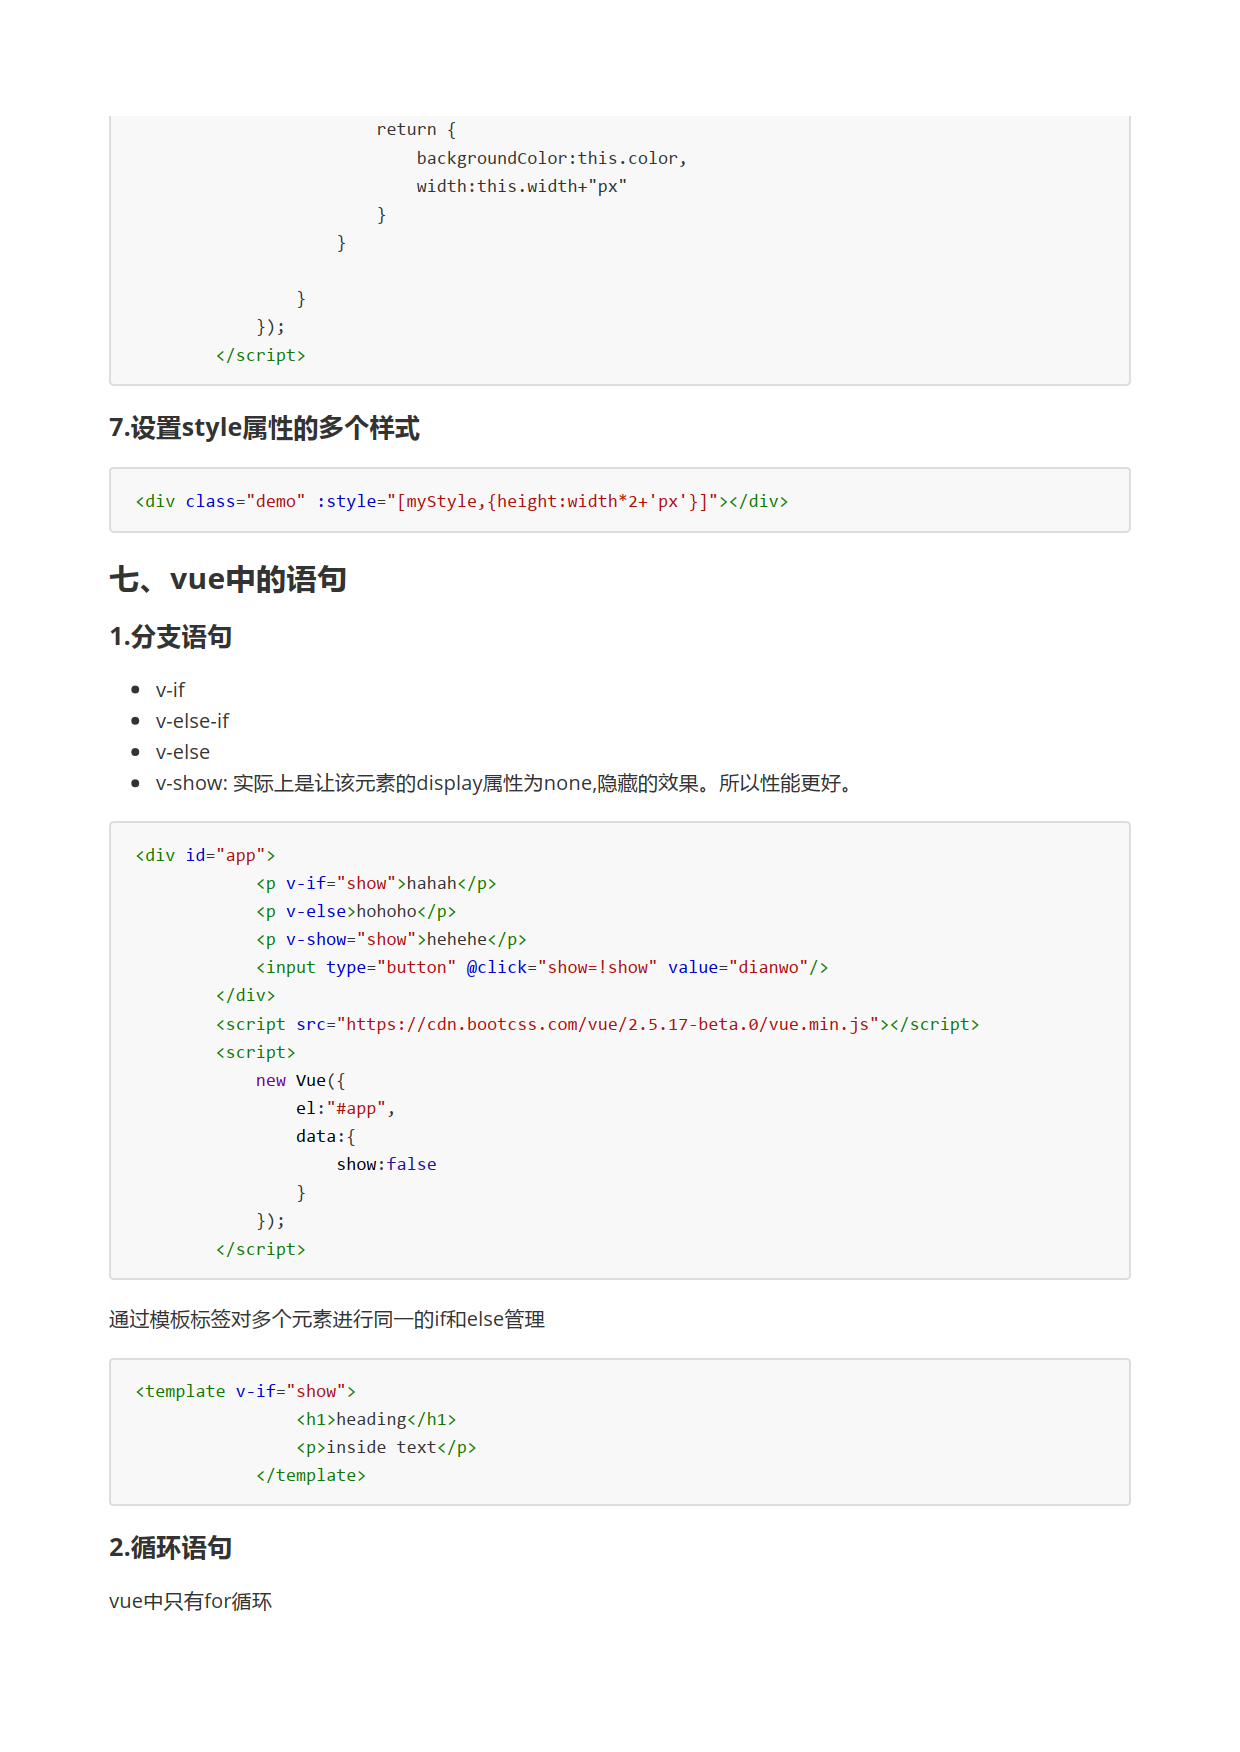 return {
backgroundColor:this.color,
width:this.width+"px"
}
}
}
});
</script>
7.设置style属性的多个样式
<div class="demo" :style="[myStyle,{height:width*2+'px'}]"></div>
七、vue中的语句
1.分支语句
v-if
v-else-if
v-else
v-show: 实际上是让该元素的display属性为none,隐藏的效果。所以性能更好。
<div id="app">
<p v-if="show">hahah</p>
<p v-else>hohoho</p>
<p v-show="show">hehehe</p>
<input type="button" @click="show=!show" value="dianwo"/>
</div>
<script src="https://cdn.bootcss.com/vue/2.5.17-beta.0/vue.min.js"></script>
<script>
new Vue({
el:"#app",
data:{
show:false
}
});
</script>
通过模板标签对多个元素进行同一的if和else管理
<template v-if="show">
<h1>heading</h1>
<p>inside text</p>
</template>
2.循环语句
vue中只有for循环